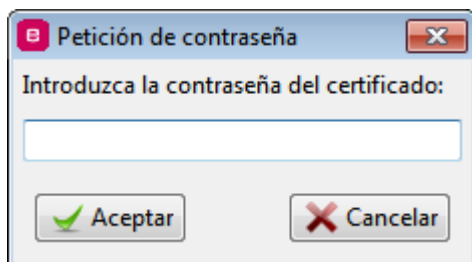 e Petición de contraseña
Introduzca la contraseña del certificado:
Aceptar Cancelar